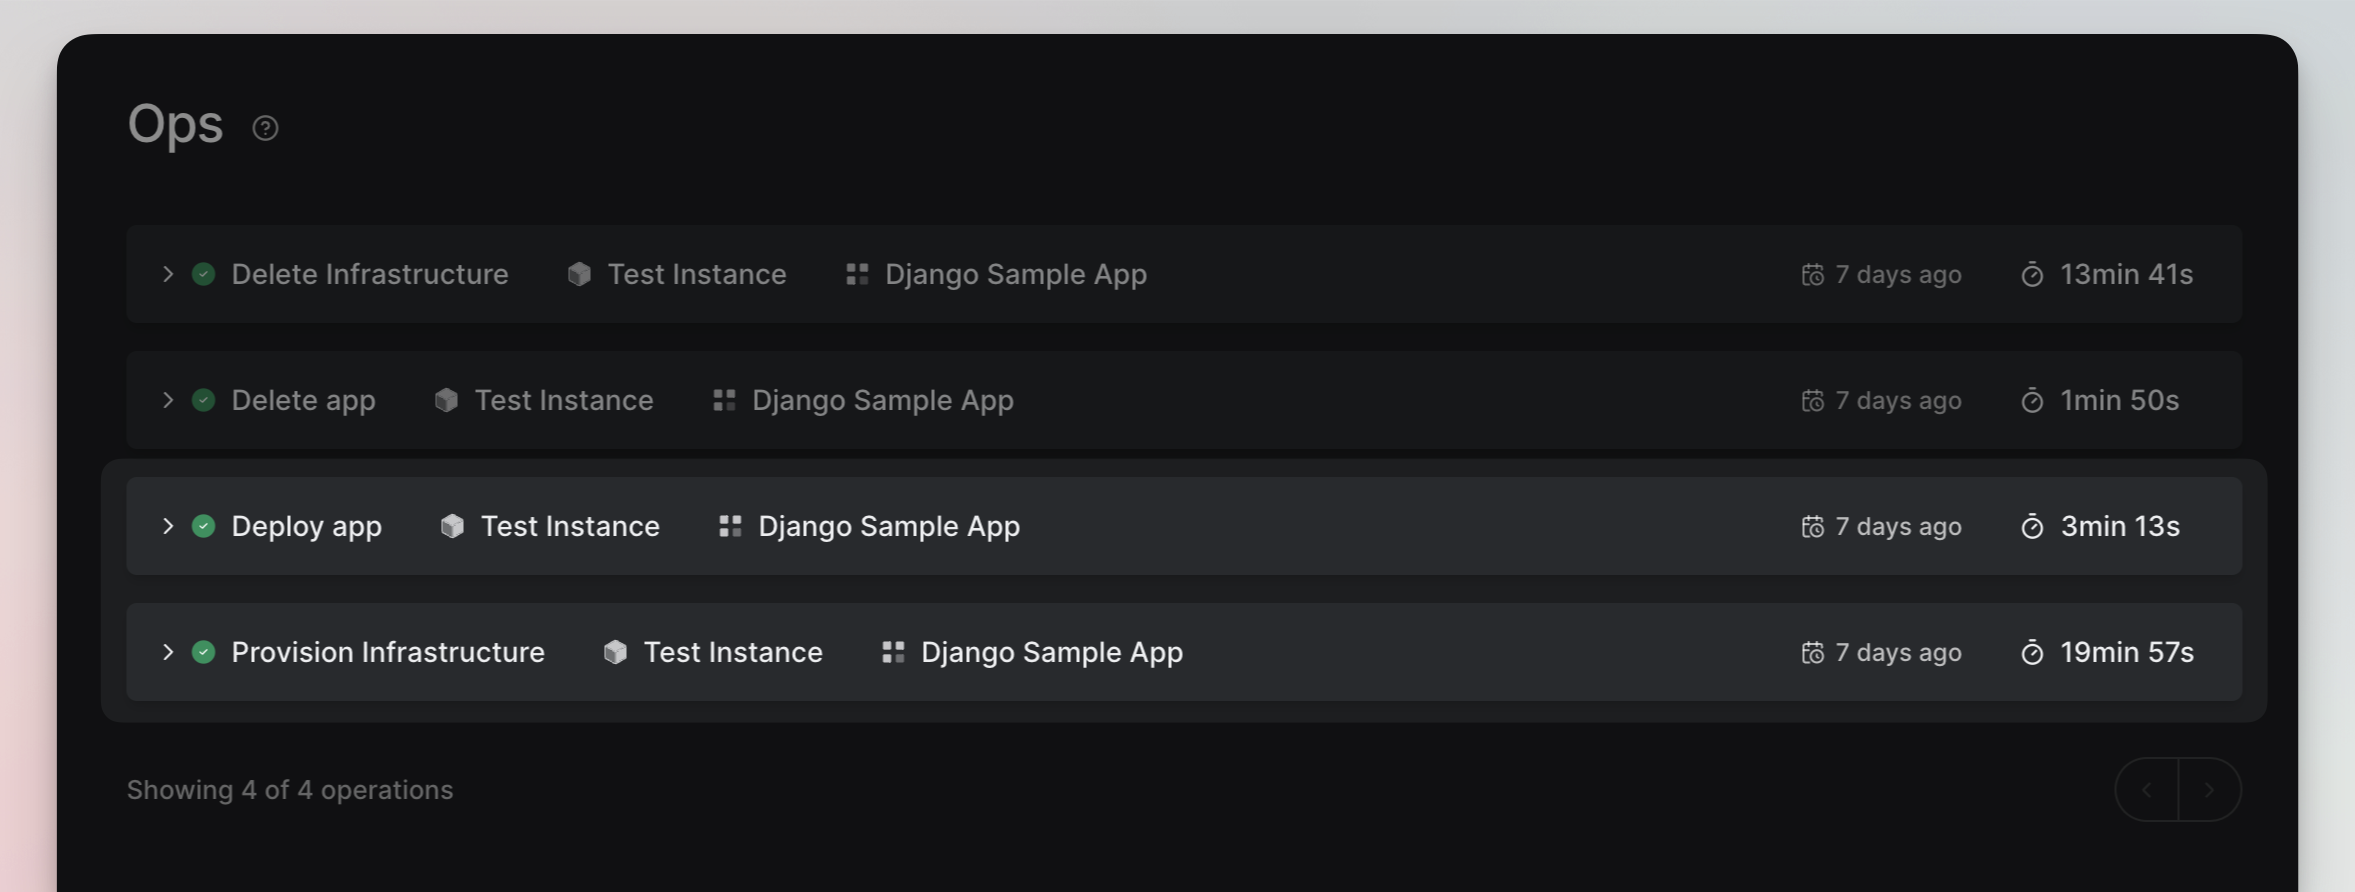 Ops
Delete Infrastructure Test Instance Django Sample App 7 days ago 13min 41s
Delete app Test Instance Django Sample App 7 days ago 1min 50s
Deploy app Test Instance Django Sample App 7 days ago 3min 13s
Provision Infrastructure Test Instance Django Sample App 7 days ago 19min 57s
Showing 4 of 4 operations